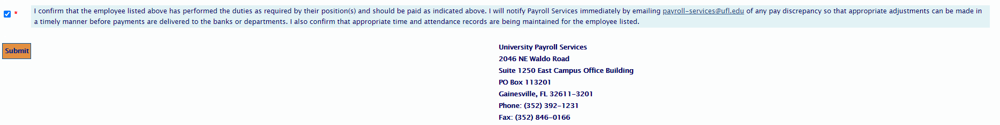 * I confirm that the employee listed above has performed the duties as required by their position(s) and should be paid as indicated above. I will notify Payroll Services immediately by emailing payroll-services@ufl.edu of any pay discrepancy so that appropriate adjustments can be made in
a timely manner before payments are delivered to the banks or departments. I also confirm that appropriate time and attendance records are being maintained for the employee listed.
Submit
University Payroll Services
2046 NE Waldo Road
Suite 1250 East Campus Office Building
PO Box 113201
Gainesville, FL 32611-3201
Phone: (352) 392-1231
Fax: (352) 846-0166